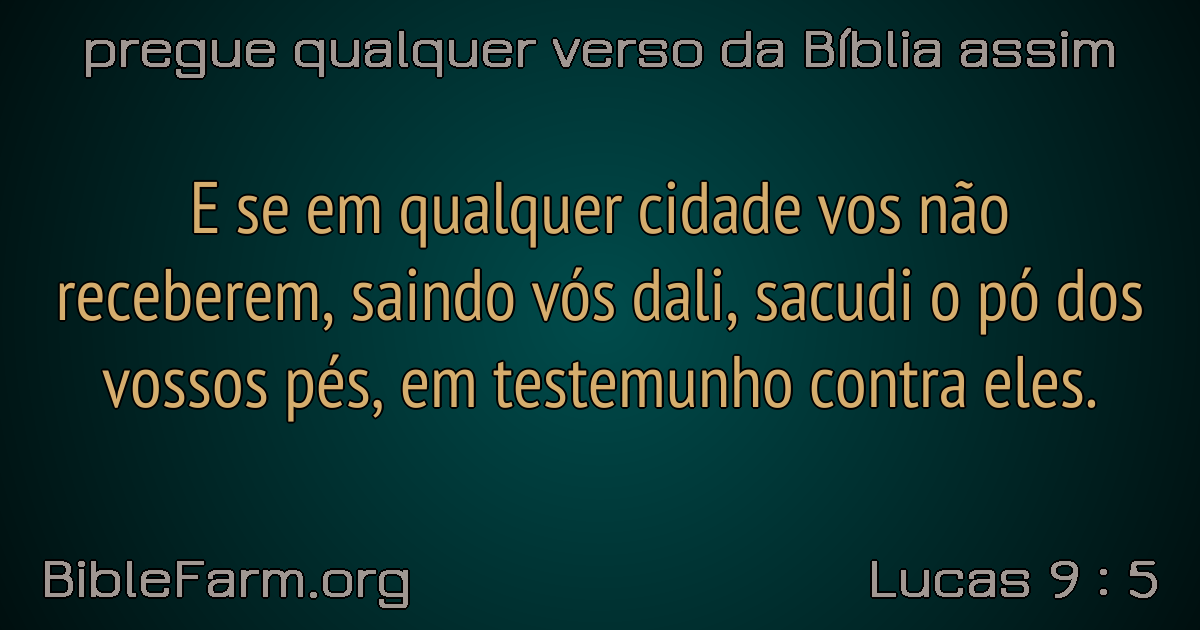 pregue qualquer verso da Bíblia assim
E se em qualquer cidade vos não
receberem, saindo vós dali, sacudi o pó dos
vossos pés, em testemunho contra eles.
BibleFarm.org
Lucas 9 : 5